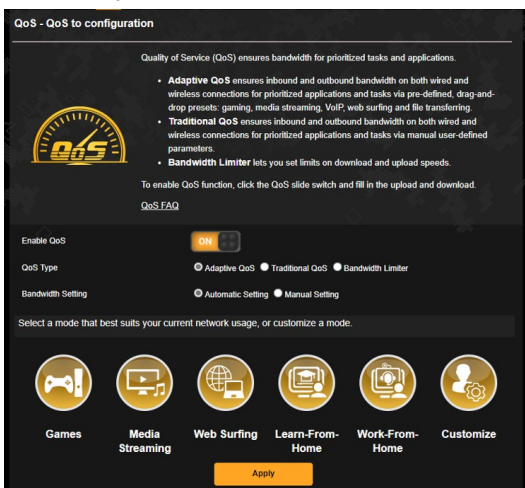 QoS - QoS to configuration
Quality of Service (QoS) ensures bandwidth for prioritized tasks and applications.
• Adaptive QoS ensures inbound and outbound bandwidth on both wired and
wireless connections for prioritized applications and tasks via pre-defined, drag-and-
drop presets: gaming, media streaming, VoIP, web surfing and file transferring.
• Traditional QoS ensures inbound and outbound bandwidth on both wired and
wireless connections for prioritized applications and tasks via manual user-defined
parameters.
• Bandwidth Limiter lets you set limits on download and upload speeds.
QoS
To enable QoS function, click the QoS slide switch and fill in the upload and download.
QoS FAQ
Enable QoS ON
QoS Type Adaptive QoS Traditional QoS Bandwidth Limiter
Bandwidth Setting Automatic Setting Manual Setting
Select a mode that best suits your current network usage, or customize a mode.
Games Media Web Surfing Learn-From- Work-From- Customize
Streaming Home Home
Apply